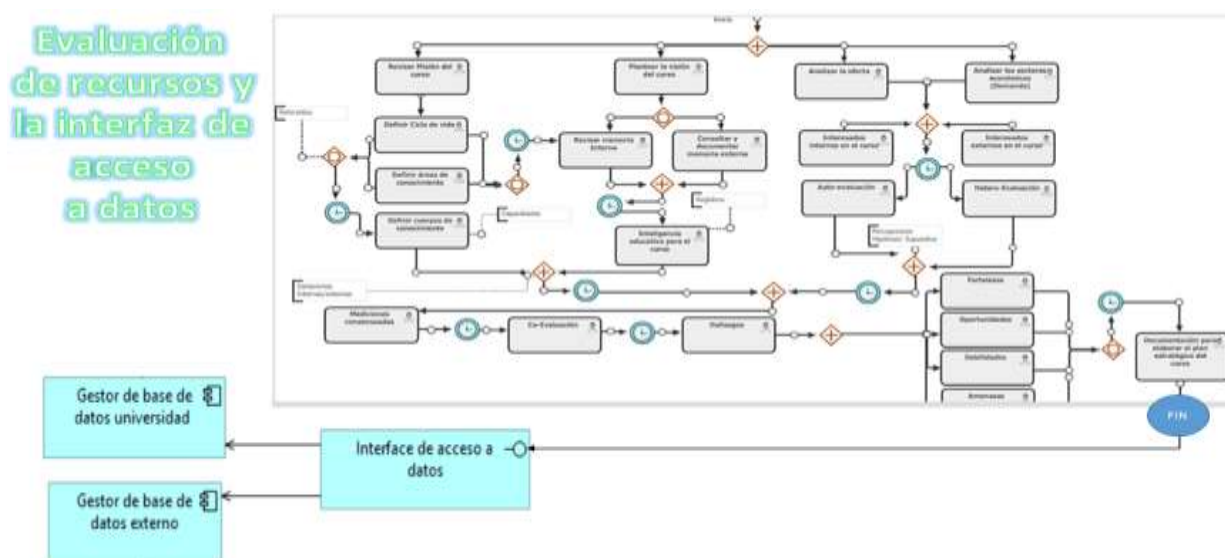 Evaluación
de recursos y
la interfaz de
acceso
a datos
Inicio
Revisar Misión del
curso
Plantear la visión
del curso
Analizar la oferta
Analizar los sectores
económicos
(Demanda)
Definir Ciclo de vida
Revisar memoria
Interna
Consultar y
documentar
memoria externa
Interesados
internos en el curso
Interesados
externos en el curso
Definir áreas de
conocimiento
Auto-evaluación
Hetero-Evaluación
Definir cuerpos de
conocimiento
Inteligencia
educativa para el
curso
Percepciones
Mediciones
consensuadas
Co-Evaluación
Hallazgos
Fortalezas
Oportunidades
Debilidades
Amenazas
Documentación para
elaborar el plan
estratégico del
curso
FIN
Gestor de base de
datos universidad
Interface de acceso a
datos
Gestor de base de
datos externo